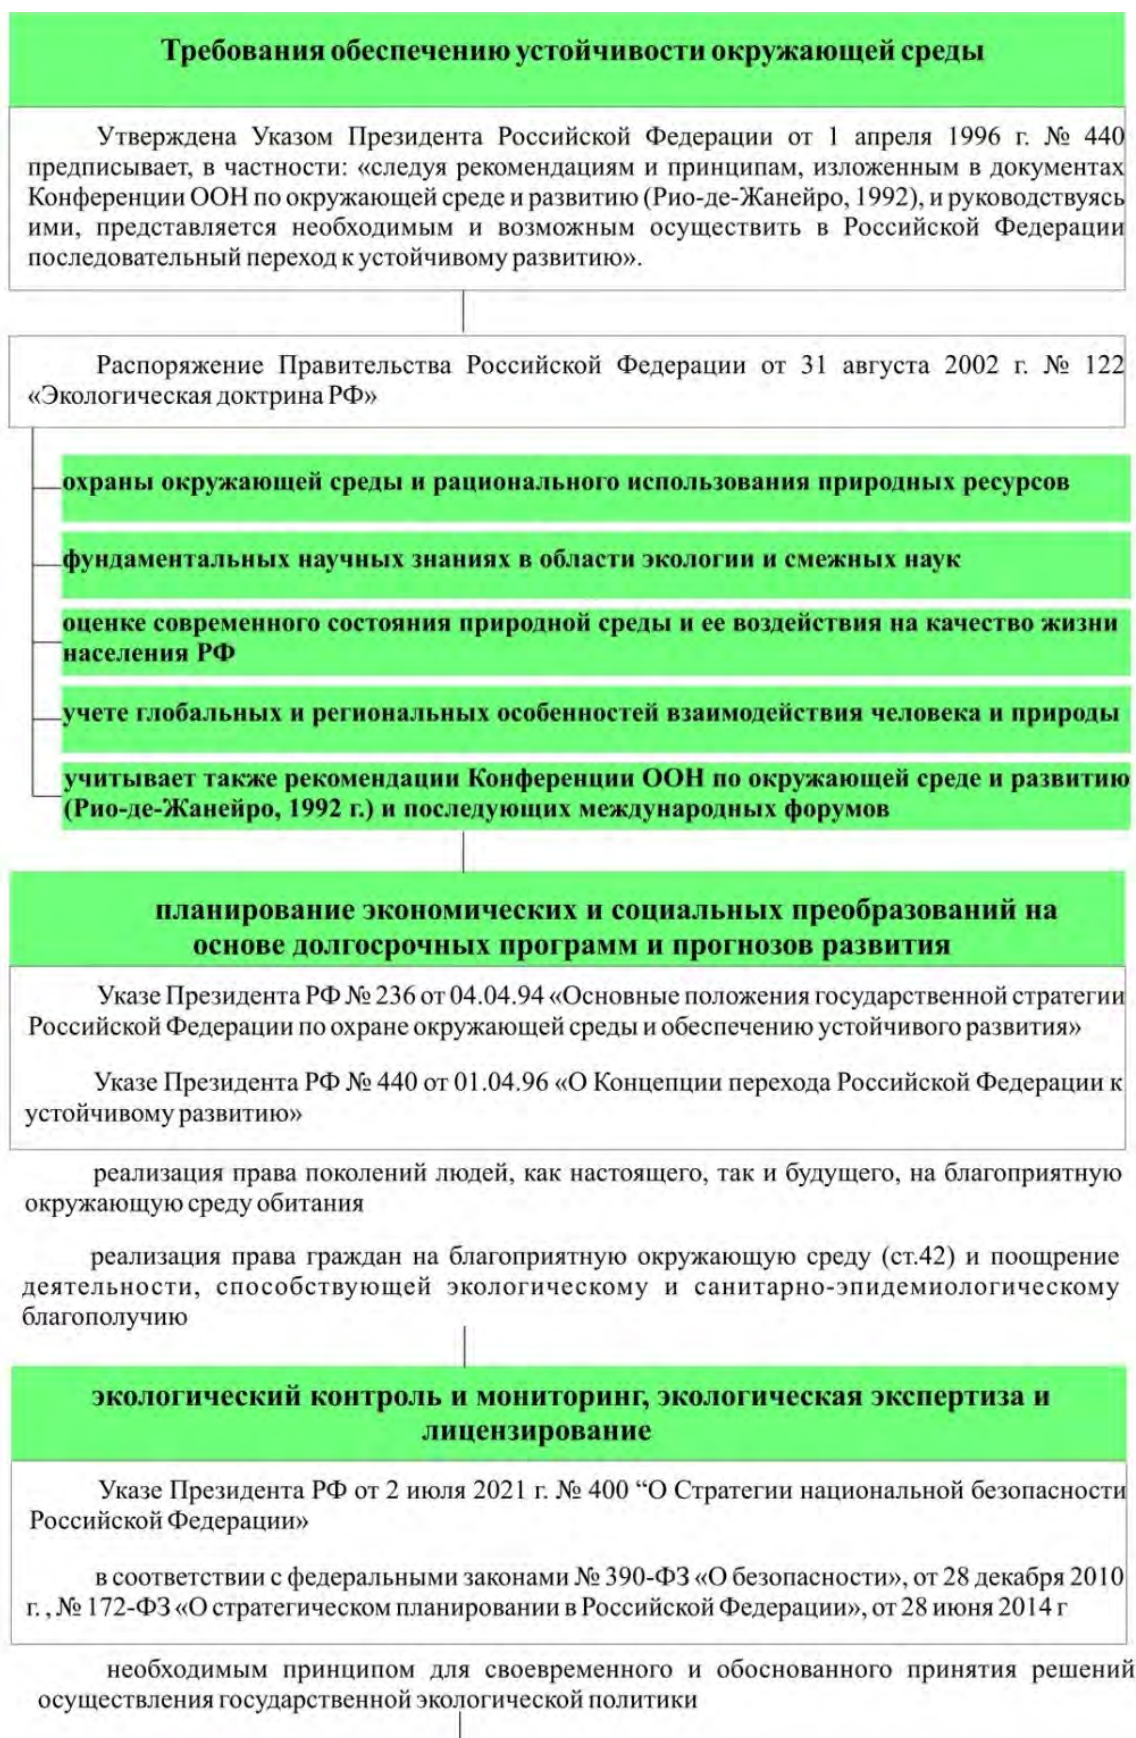 Требования обеспечению устойчивости окружающей среды
Утверждена Указом Президента Российской Федерации от 1 апреля 1996 г. № 440
предписывает, в частности: «следуя рекомендациям и принципам, изложенным в документах
Конференции ООН по окружающей среде и развитию (Рио-де-Жанейро, 1992), и руководствуясь
ими, представляется необходимым и возможным осуществить в Российской Федерации
последовательный переход к устойчивому развитию».
Распоряжение Правительства Российской Федерации от 31 августа 2002 г. № 122
«Экологическая доктрина РФ»
охраны окружающей среды и рационального использования природных ресурсов
фундаментальных научных знаниях в области экологии и смежных наук
оценке современного состояния природной среды и ее воздействия на качество жизни
населения РФ
учете глобальных и региональных особенностей взаимодействия человека и природы
учитывает также рекомендации Конференции ООН по окружающей среде и развитию
(Рио-де-Жанейро, 1992 г.) и последующих международных форумов
планирование экономических и социальных преобразований на
основе долгосрочных программ и прогнозов развития
Указе Президента РФ № 236 от 04.04.94 «Основные положения государственной стратегии
Российской Федерации по охране окружающей среды и обеспечению устойчивого развития»
Указе Президента РФ № 440 от 01.04.96 «О Концепции перехода Российской Федерации к
устойчивому развитию»
реализация права поколений людей, как настоящего, так и будущего, на благоприятную
окружающую среду обитания
реализация права граждан на благоприятную окружающую среду (ст.42) и поощрение
деятельности, способствующей экологическому и санитарно-эпидемиологическому
благополучию
экологический контроль и мониторинг, экологическая экспертиза и
лицензирование
Указе Президента РФ от 2 июля 2021 г. № 400 “О Стратегии национальной безопасности
Российской Федерации»
в соответствии с федеральными законами № 390-ФЗ «О безопасности», от 28 декабря 2010
г. , № 172-ФЗ «О стратегическом планировании в Российской Федерации», от 28 июня 2014 г
необходимым принципом для своевременного и обоснованного принятия решений
осуществления государственной экологической политики